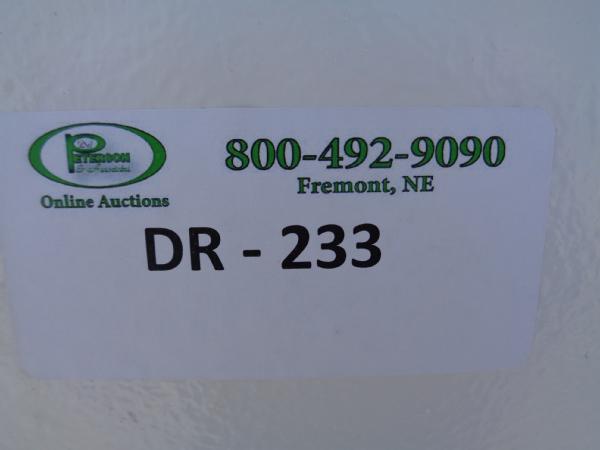 PETERSON
Online Auctions
800-492-9090
Fremont, NE
DR - 233